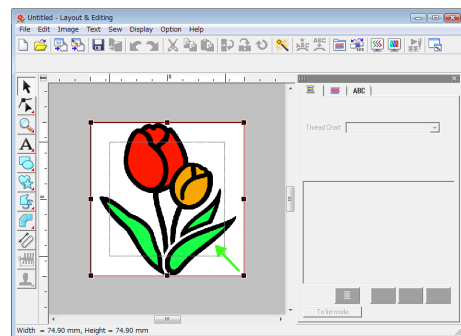 Untitled - Layout & Editing
File Edit Image Text Sew Display Option Help
ABC
Thread Chart
To list mode
Width = 74.90 mm, Height = 74.90 mm